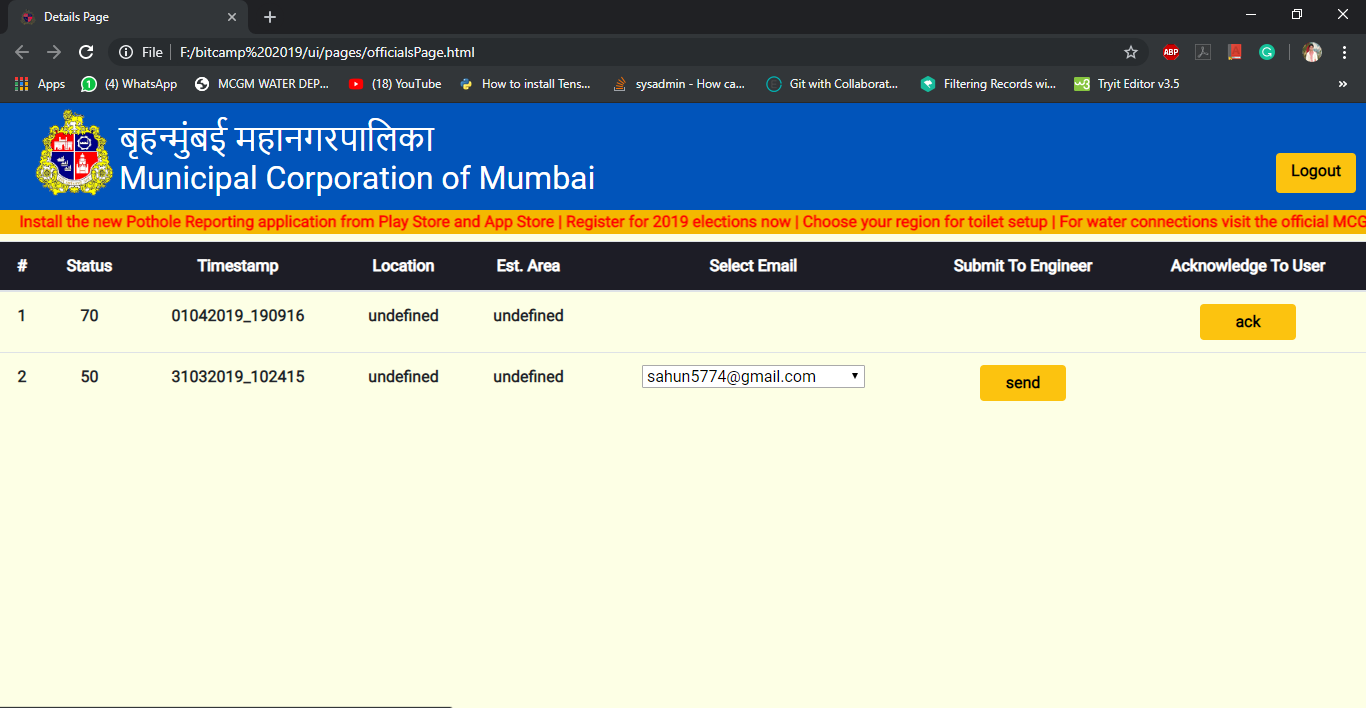 Details Page
File F:/bitcamp%202019/ui/pages/officialsPage.html
ABP
Apps (4) WhatsApp MCGM WATER DEP... (18) YouTube How to install Tens... sysadmin - How ca... Git with Collaborat... Filtering Records wi... Tryit Editor v3.5 »
बृहन्मुंबई महानगरपालिका
Municipal Corporation of Mumbai
Logout
Install the new Pothole Reporting application from Play Store and App Store | Register for 2019 elections now | Choose your region for toilet setup | For water connections visit the official MCG
# Status Timestamp Location Est. Area Select Email Submit To Engineer Acknowledge To User
1 70 01042019_190916 undefined undefined ack
2 50 31032019_102415 undefined undefined sahun5774@gmail.com send